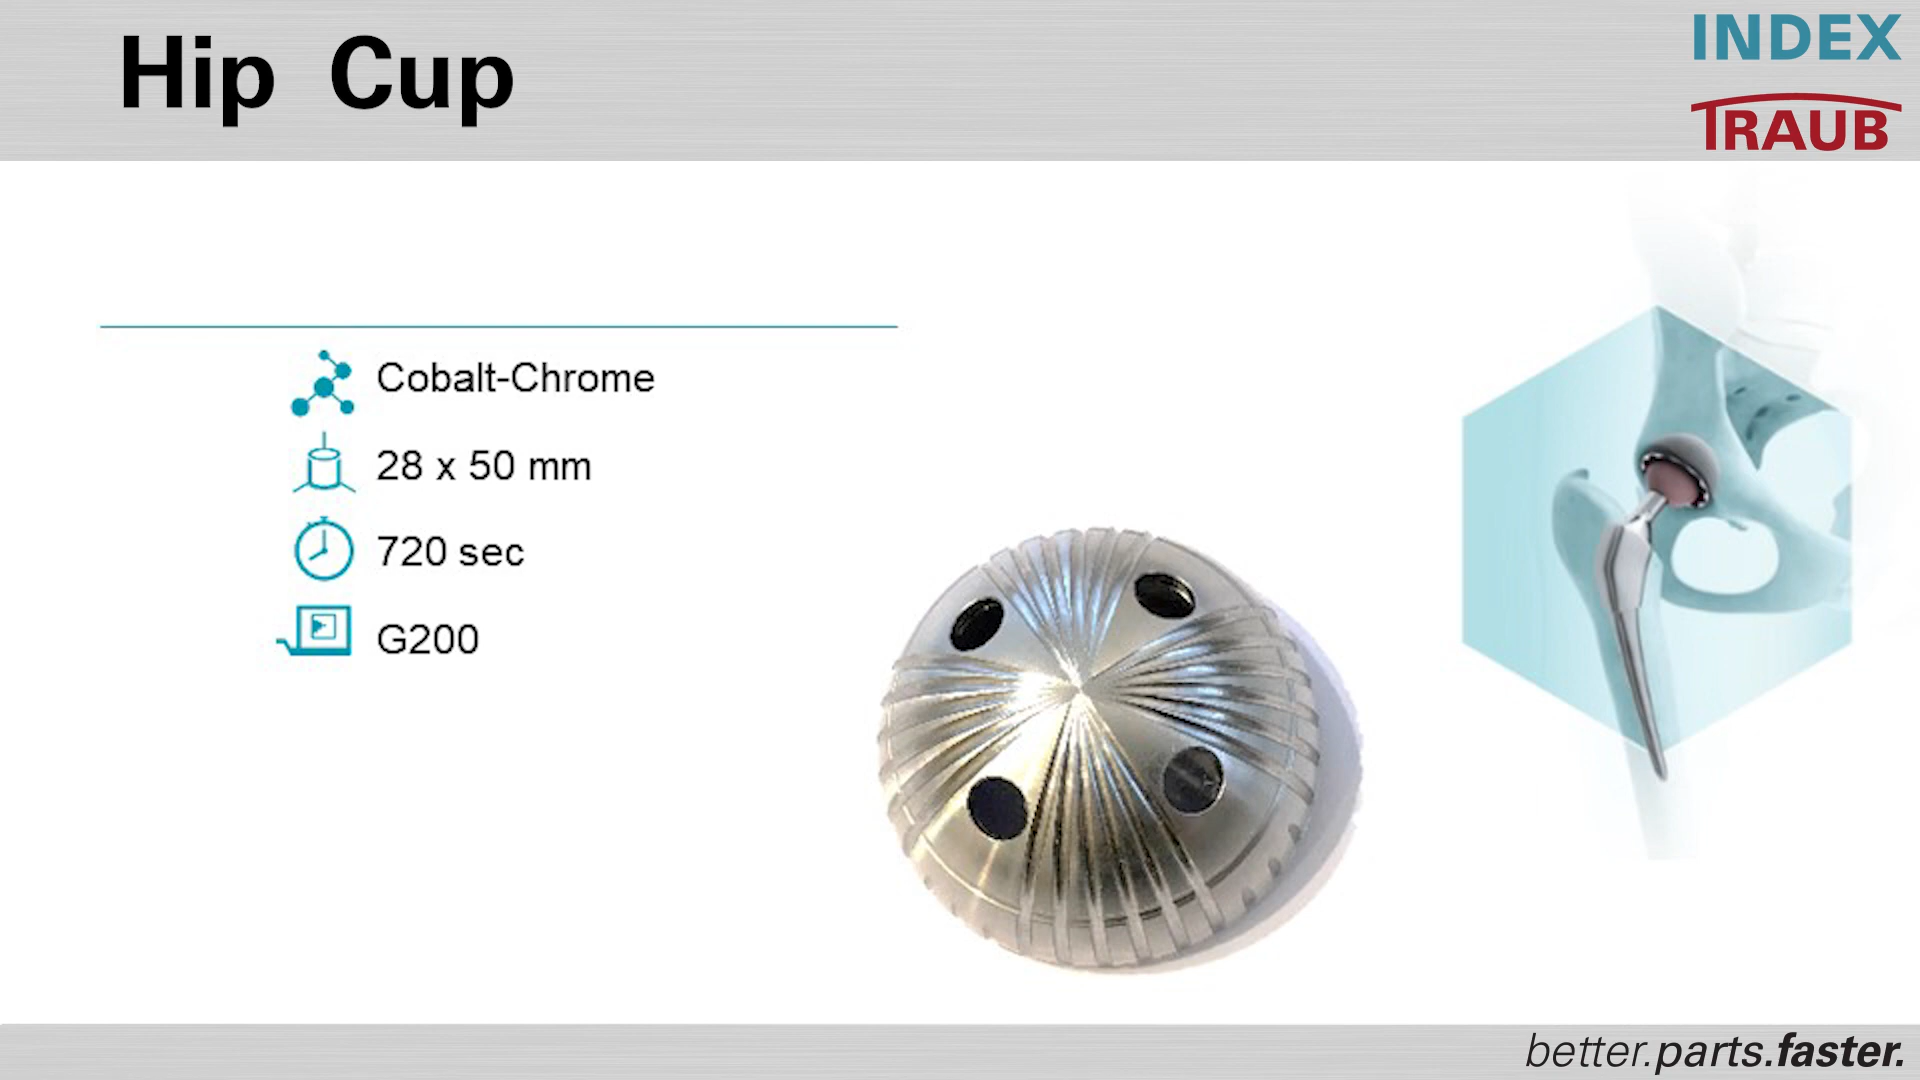 Hip Cup
INDEX
TRAUB
Cobalt-Chrome
28 x 50 mm
720 sec
G200
better.parts.faster.